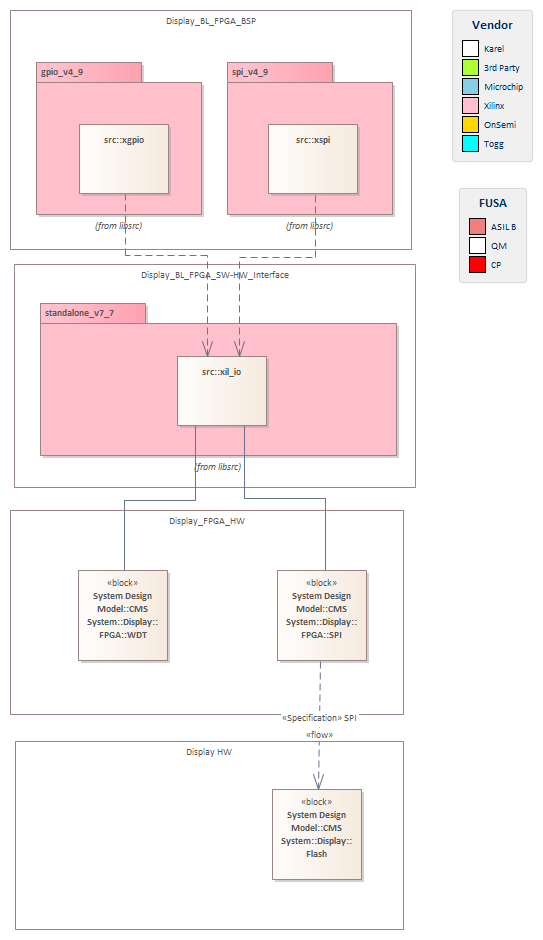 Display_BL_FPGA_BSP
gpio_v4_9
spi_v4_9
src::xgpio
src::xspi
(from libsrc)
(from libsrc)
Display_BL_FPGA_SW-HW_Interface
standalone_v7_7
src::xil_io
(from libsrc)
Display_FPGA_HW
«block»
System Design
Model::CMS
System::Display::
FPGA::WDT
«block»
System Design
Model::CMS
System::Display::
FPGA::SPI
«Specification» SPI
«flow»
Display HW
«block»
System Design
Model::CMS
System::Display::
Flash
Vendor
Karel
3rd Party
Microchip
Xilinx
OnSemi
Togg
FUSA
ASIL B
QM
CP